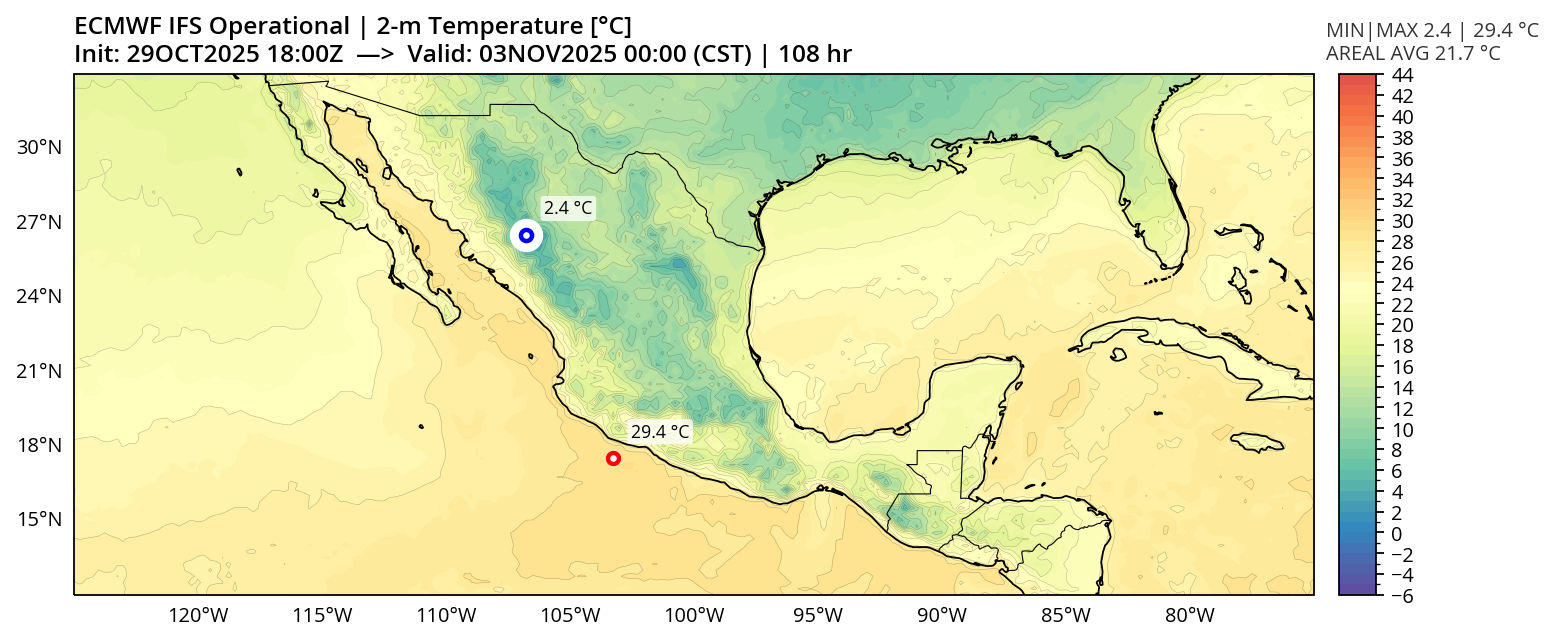 ECMWF IFS Operational | 2-m Temperature [°C]
Init: 29OCT2025 18:00Z —> Valid: 03NOV2025 00:00 (CST) | 108 hr
MIN|MAX 2.4 | 29.4 °C
AREAL AVG 21.7 °C
30°N
27°N
24°N
21°N
18°N
15°N
2.4 °C
29.4 °C
120°W
115°W
110°W
105°W
100°W
95°W
90°W
85°W
80°W
44
42
40
38
36
34
32
30
28
26
24
22
20
18
16
14
12
10
8
6
4
2
0
−2
−4
−6